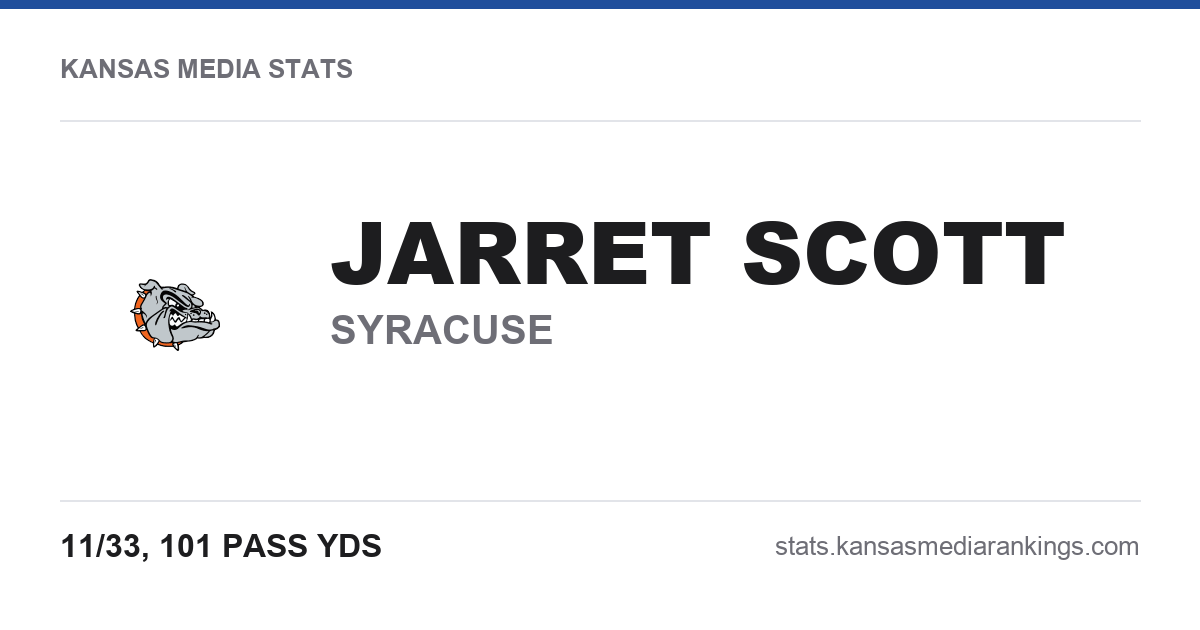 KANSAS MEDIA STATS
JARRET SCOTT
SYRACUSE
11/33, 101 PASS YDS
stats.kansasmediarankings.com